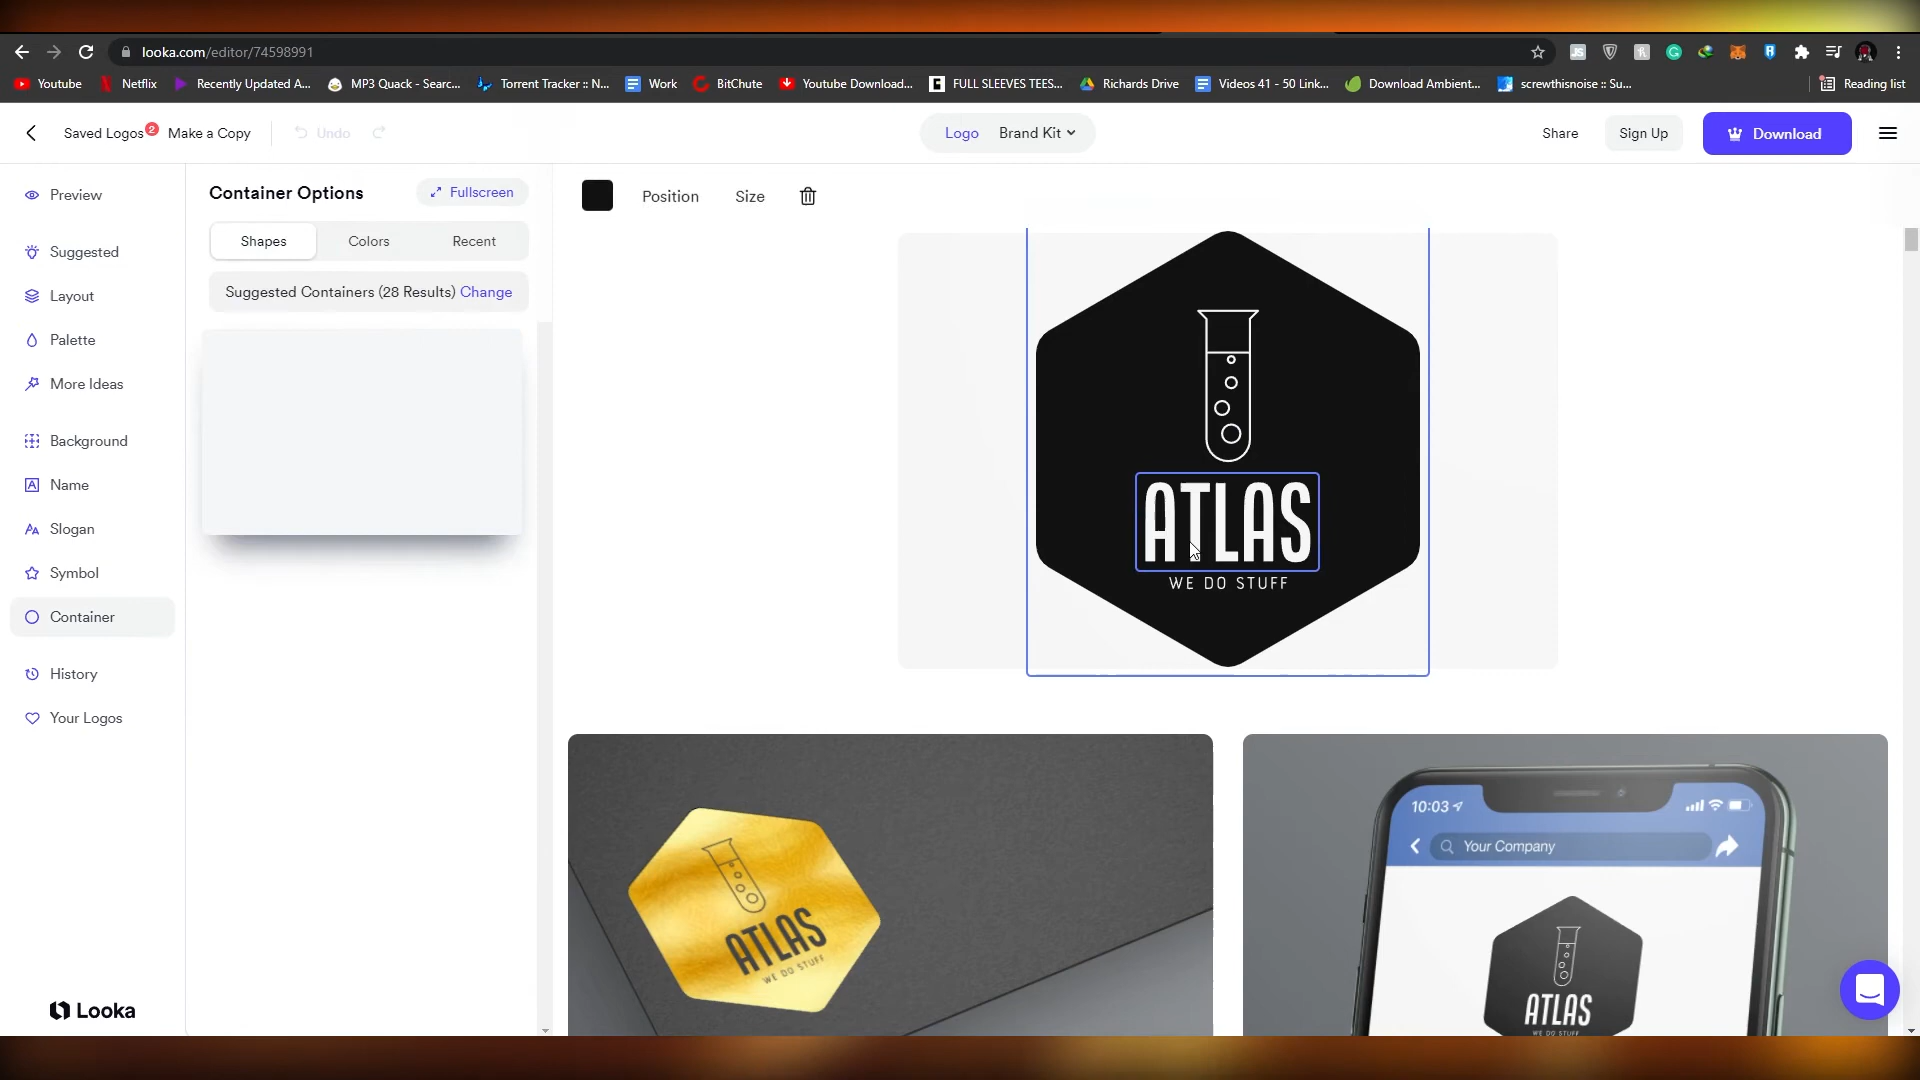 looka.com/editor/74598991
Youtube
Netflix
Recently Updated A...
MP3 Quack - Searc...
Torrent Tracker :: N...
Work
BitChute
Youtube Download...
FULL SLEEVES TEES...
Richards Drive
Videos 41 - 50 Link...
Download Ambient...
screwthisnoise :: Su...
Reading list
Saved Logos 2
Make a Copy
Undo
Logo
Brand Kit
Share
Sign Up
Download
Preview
Suggested
Layout
Palette
More Ideas
Background
Name
Slogan
Symbol
Container
History
Your Logos
Looka
Container Options
Fullscreen
Shapes
Colors
Recent
Suggested Containers (28 Results) Change
Position
Size
ATLAS
WE DO STUFF
ATLAS
WE DO STUFF
10:03
Your Company
ATLAS
WE DO STUFF